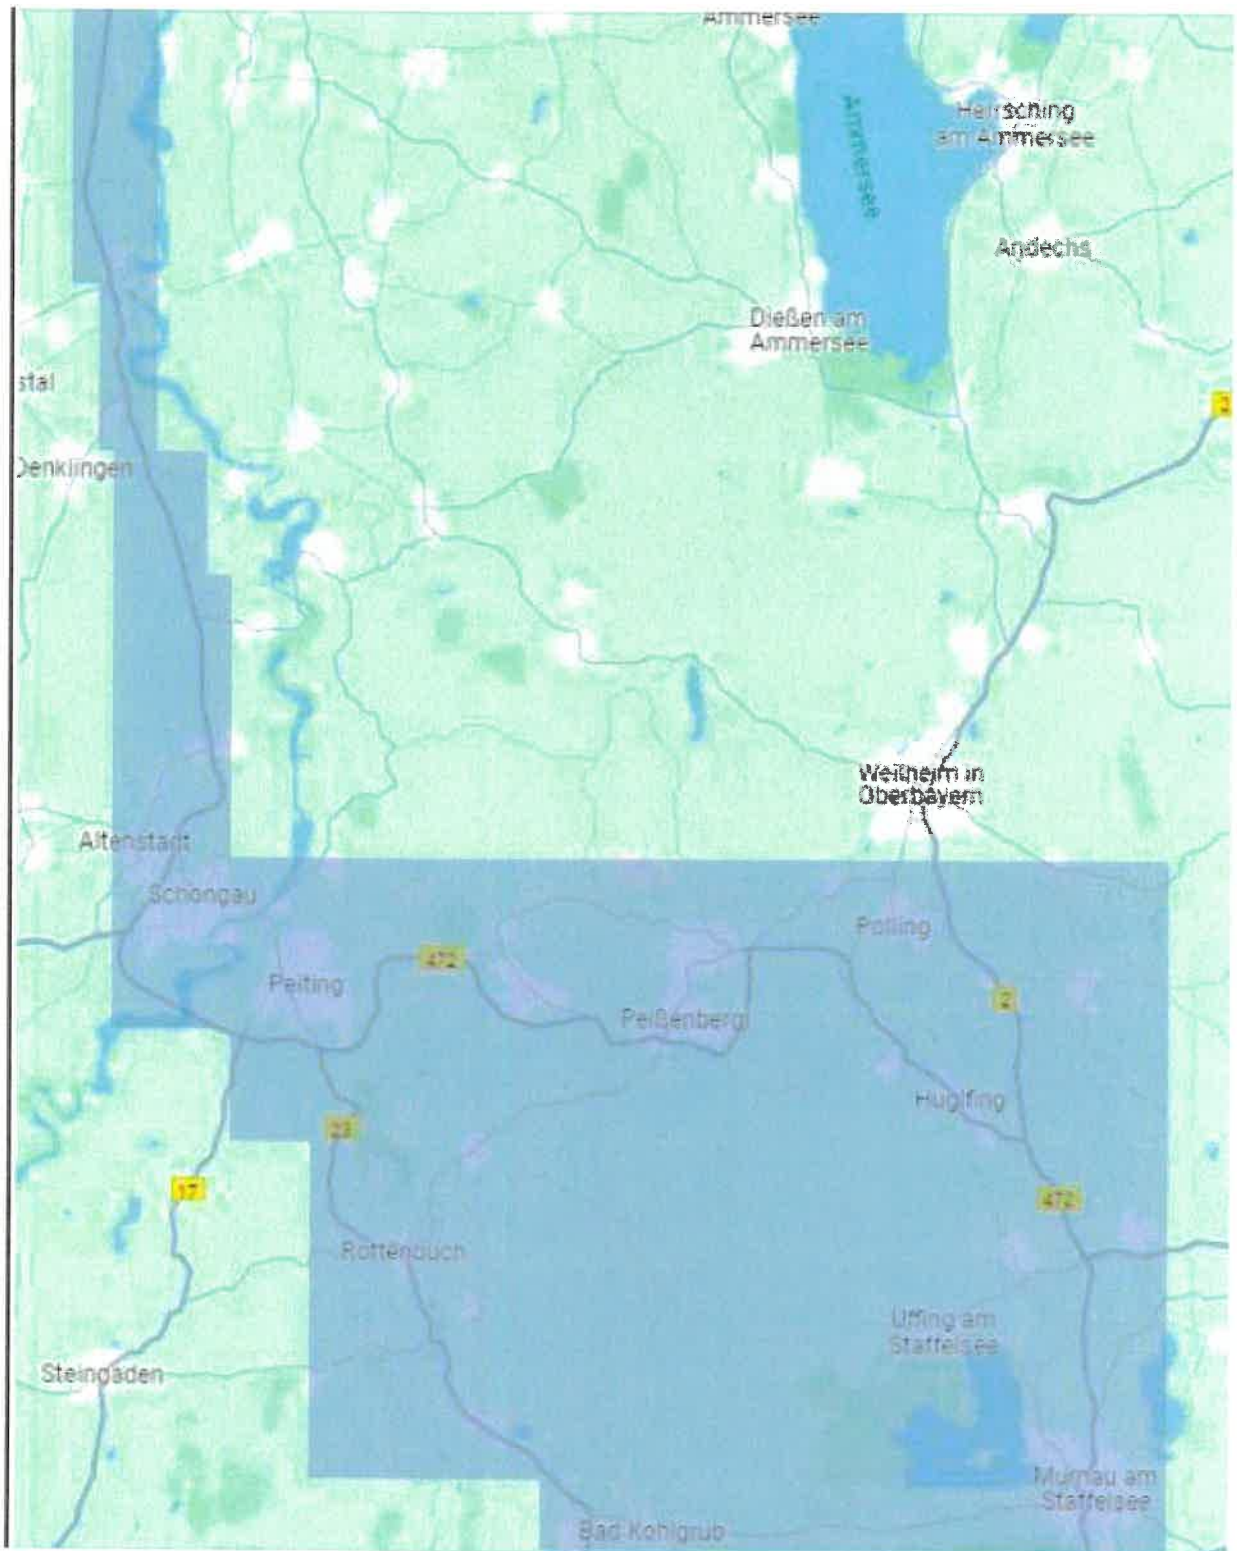 Ammersee
Herrsching
am Ammersee
Ammersee
Andechs
Dießen am
Ammersee
stal
2
Denklingen
Weilheim in
Oberbayern
Altenstadt
Schongau
Polling
472
Peiting
2
Peißenberg
Huglfing
23
17
472
Rottenbuch
Uffing am
Staffelsee
Steingaden
Murnau am
Staffelsee
Bad Kohlgrub